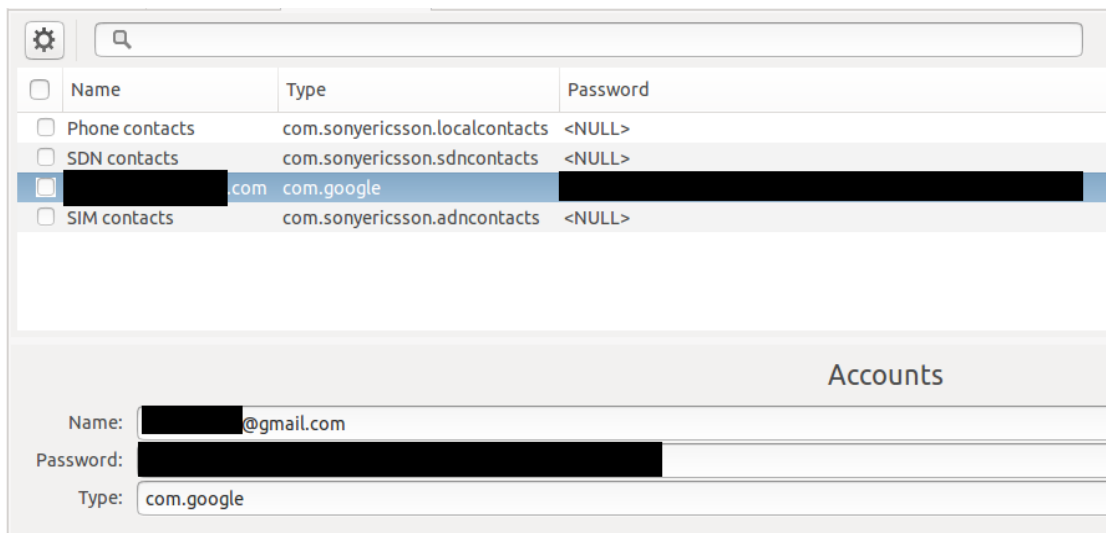 Name Type Password
Phone contacts com.sonyericsson.localcontacts <NULL>
SDN contacts com.sonyericsson.sdncontacts <NULL>
.com com.google
SIM contacts com.sonyericsson.adncontacts <NULL>
Accounts
Name: @gmail.com
Password:
Type: com.google